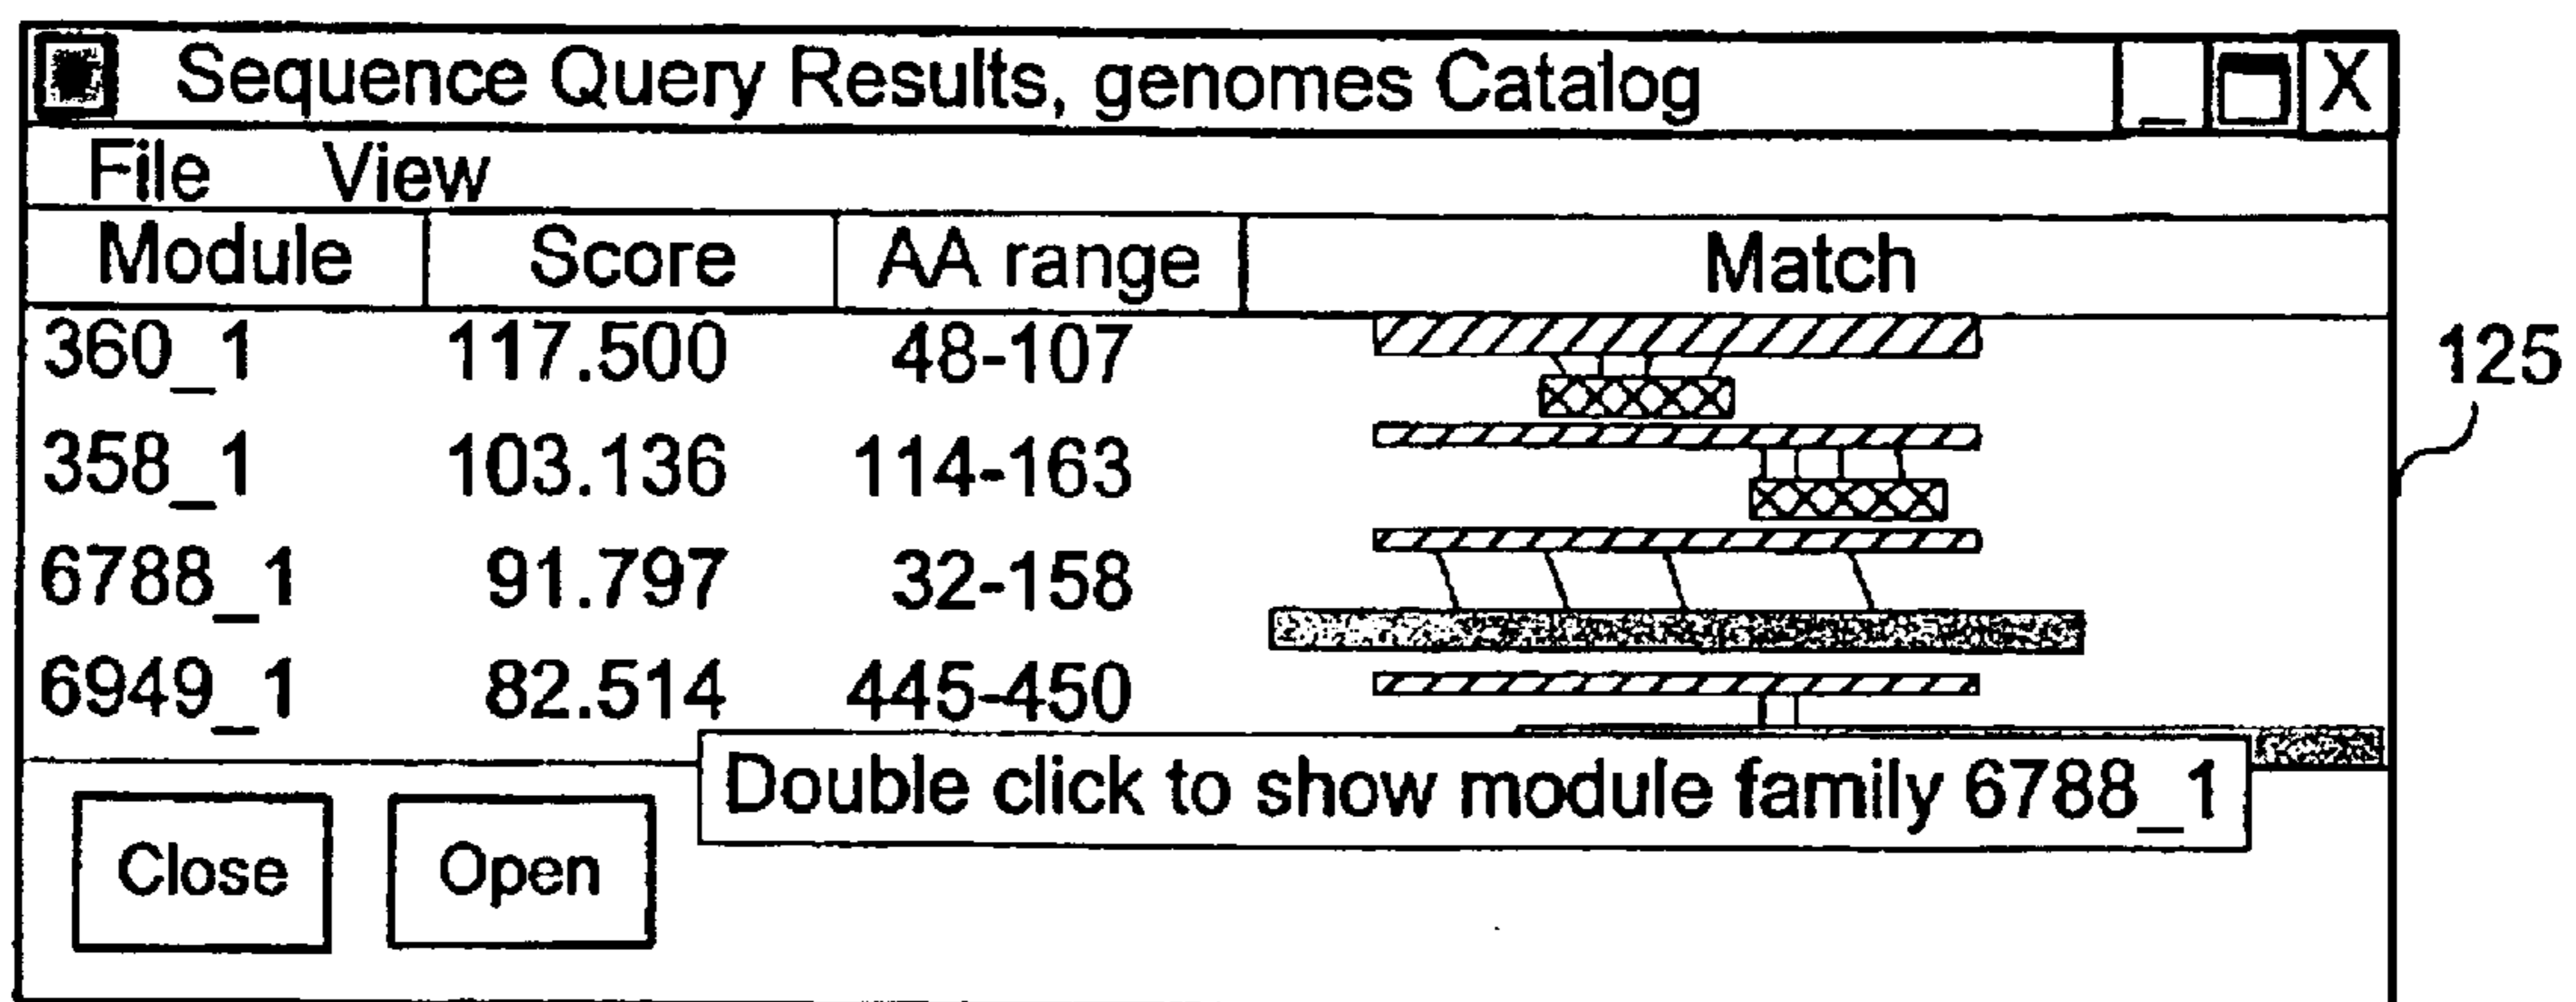 Sequence Query Results, genomes Catalog _ X
File View
Module Score AA range Match
360_1 117.500 48-107
125
358_1 103.136 114-163
6788_1 91.797 32-158
6949_1 82.514 445-450
Double click to show module family 6788_1
Close Open